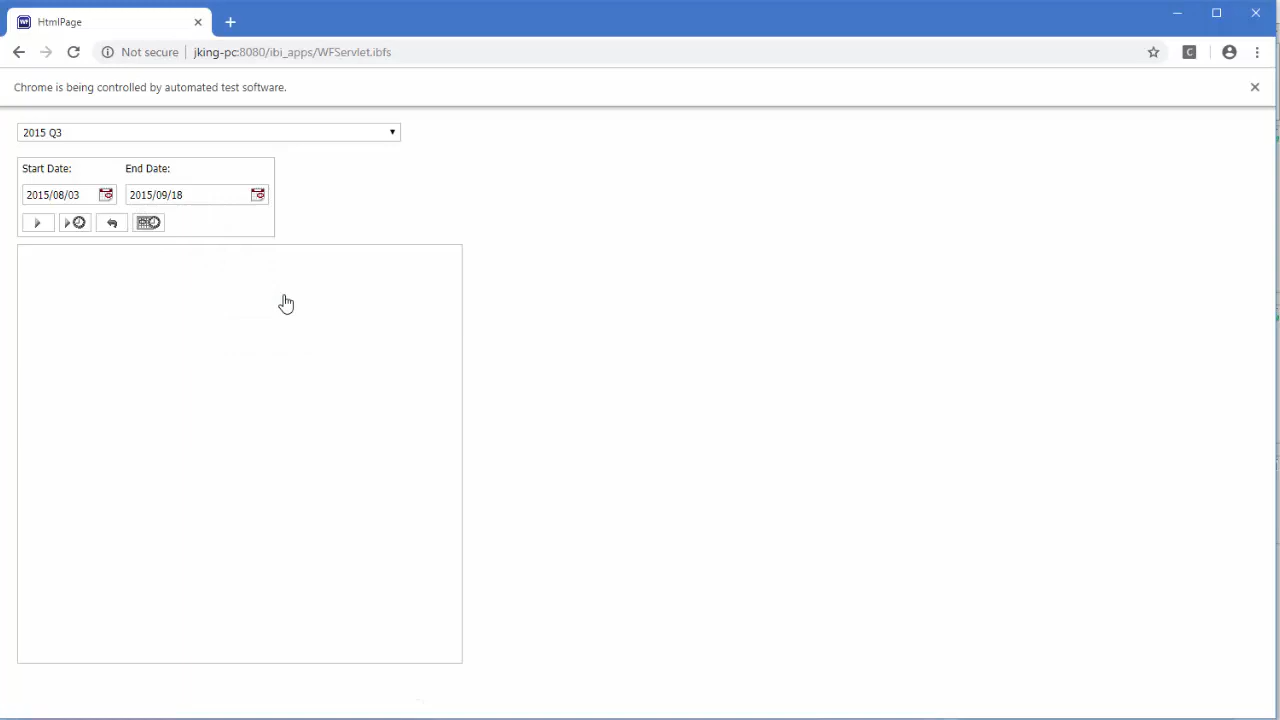 HtmlPage
Not secure | jking-pc:8080/ibi_apps/WFServlet.ibfs
Chrome is being controlled by automated test software.
2015 Q3
Start Date: End Date:
2015/08/03 2015/09/18